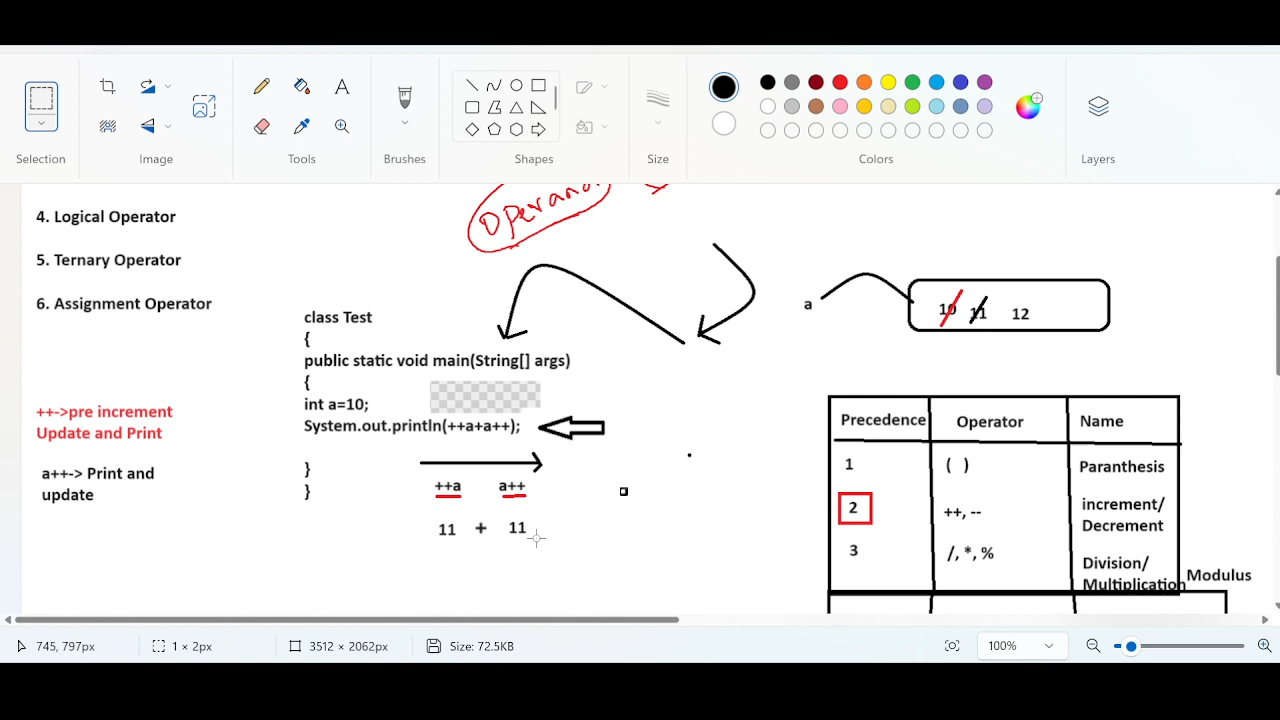 Selection
Image
Tools
Brushes
Shapes
Size
Colors
Layers
4. Logical Operator
5. Ternary Operator
6. Assignment Operator
++->pre increment
Update and Print
a++-> Print and
update
class Test
{
public static void main(String[] args)
{
int a=10;
System.out.println(++a+a++);
}
}
++a a++
11 + 11
a
10 11 12
Precedence Operator Name
1 ( ) Paranthesis
2 ++, -- increment/
Decrement
3 /, *, % Division/
Multiplication Modulus
745, 797px
1 × 2px
3512 × 2062px
Size: 72.5KB
100%